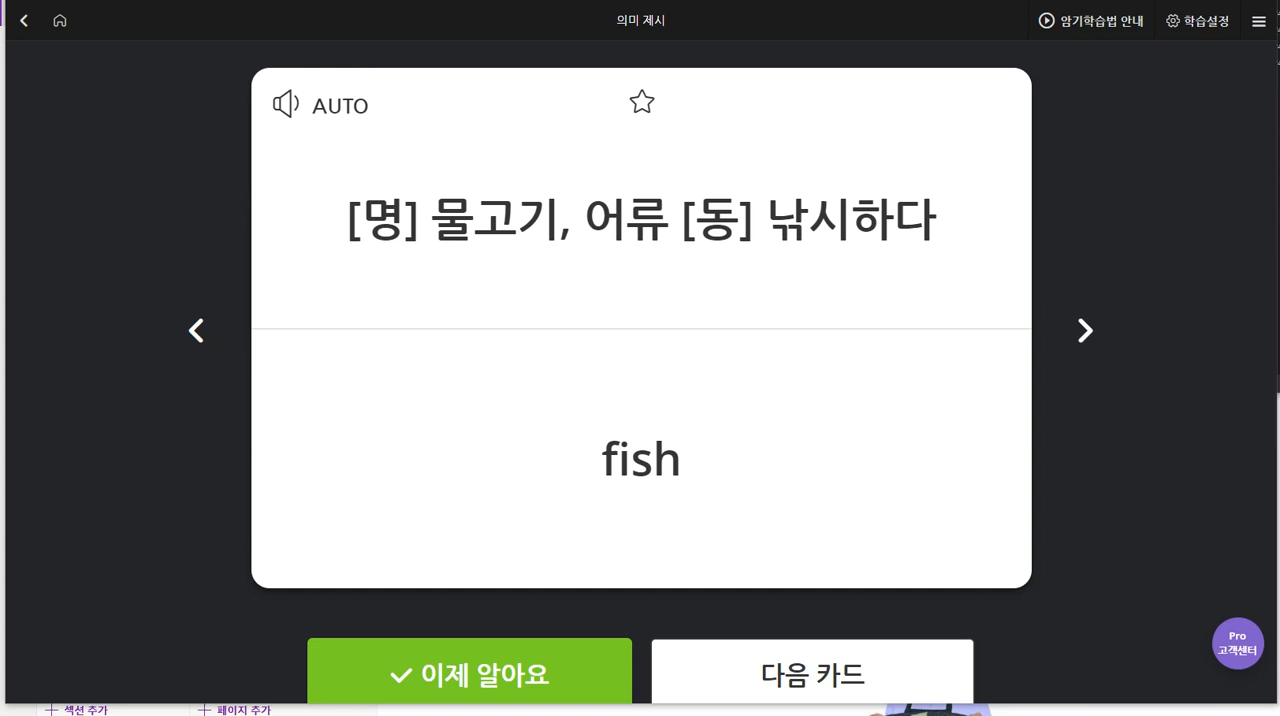 의미 제시
암기학습법 안내
학습설정
AUTO
[명] 물고기, 어류 [동] 낚시하다
fish
Pro
고객센터
이제 알아요
다음 카드
섹션 추가
페이지 추가